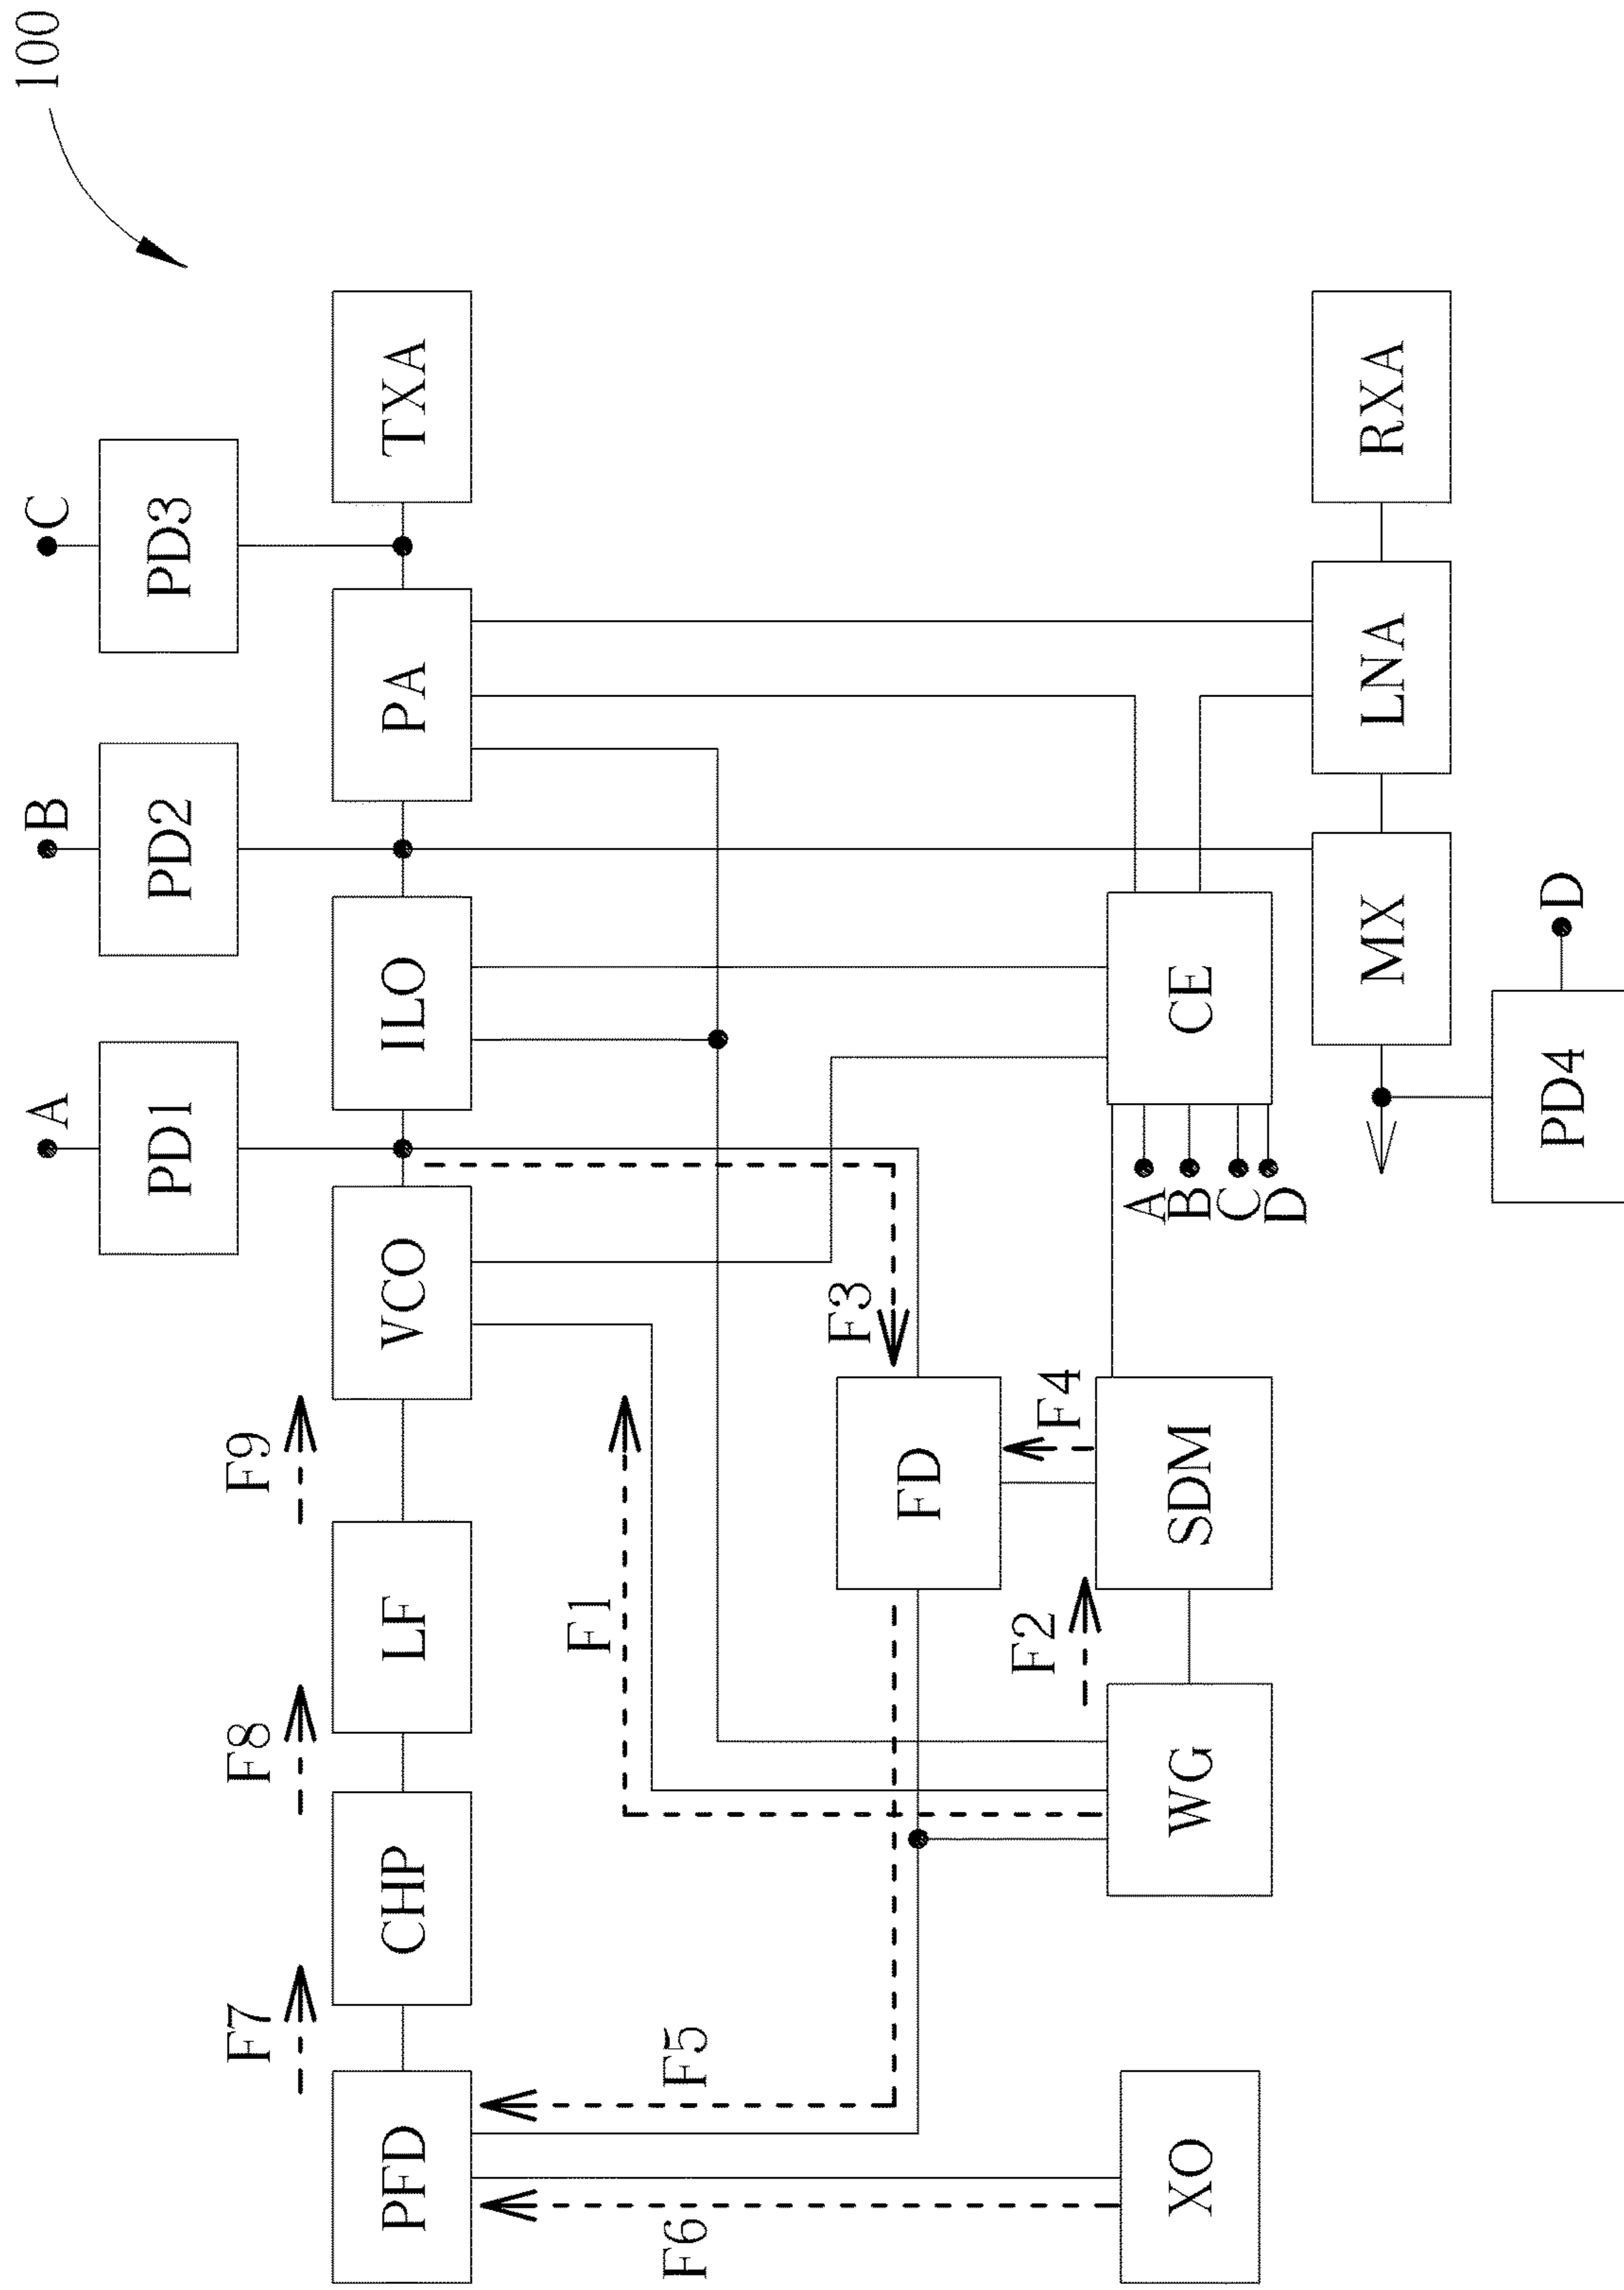 100
C
B
A
PD3
PD2
PD1
TXA
PA
ILO
VCO
F9
LF
F8
CHP
F7
PFD
F1
F5
F6
F3
FD
F4
F2
SDM
WG
XO
CE
A
B
C
D
RXA
LNA
MX
D
PD4